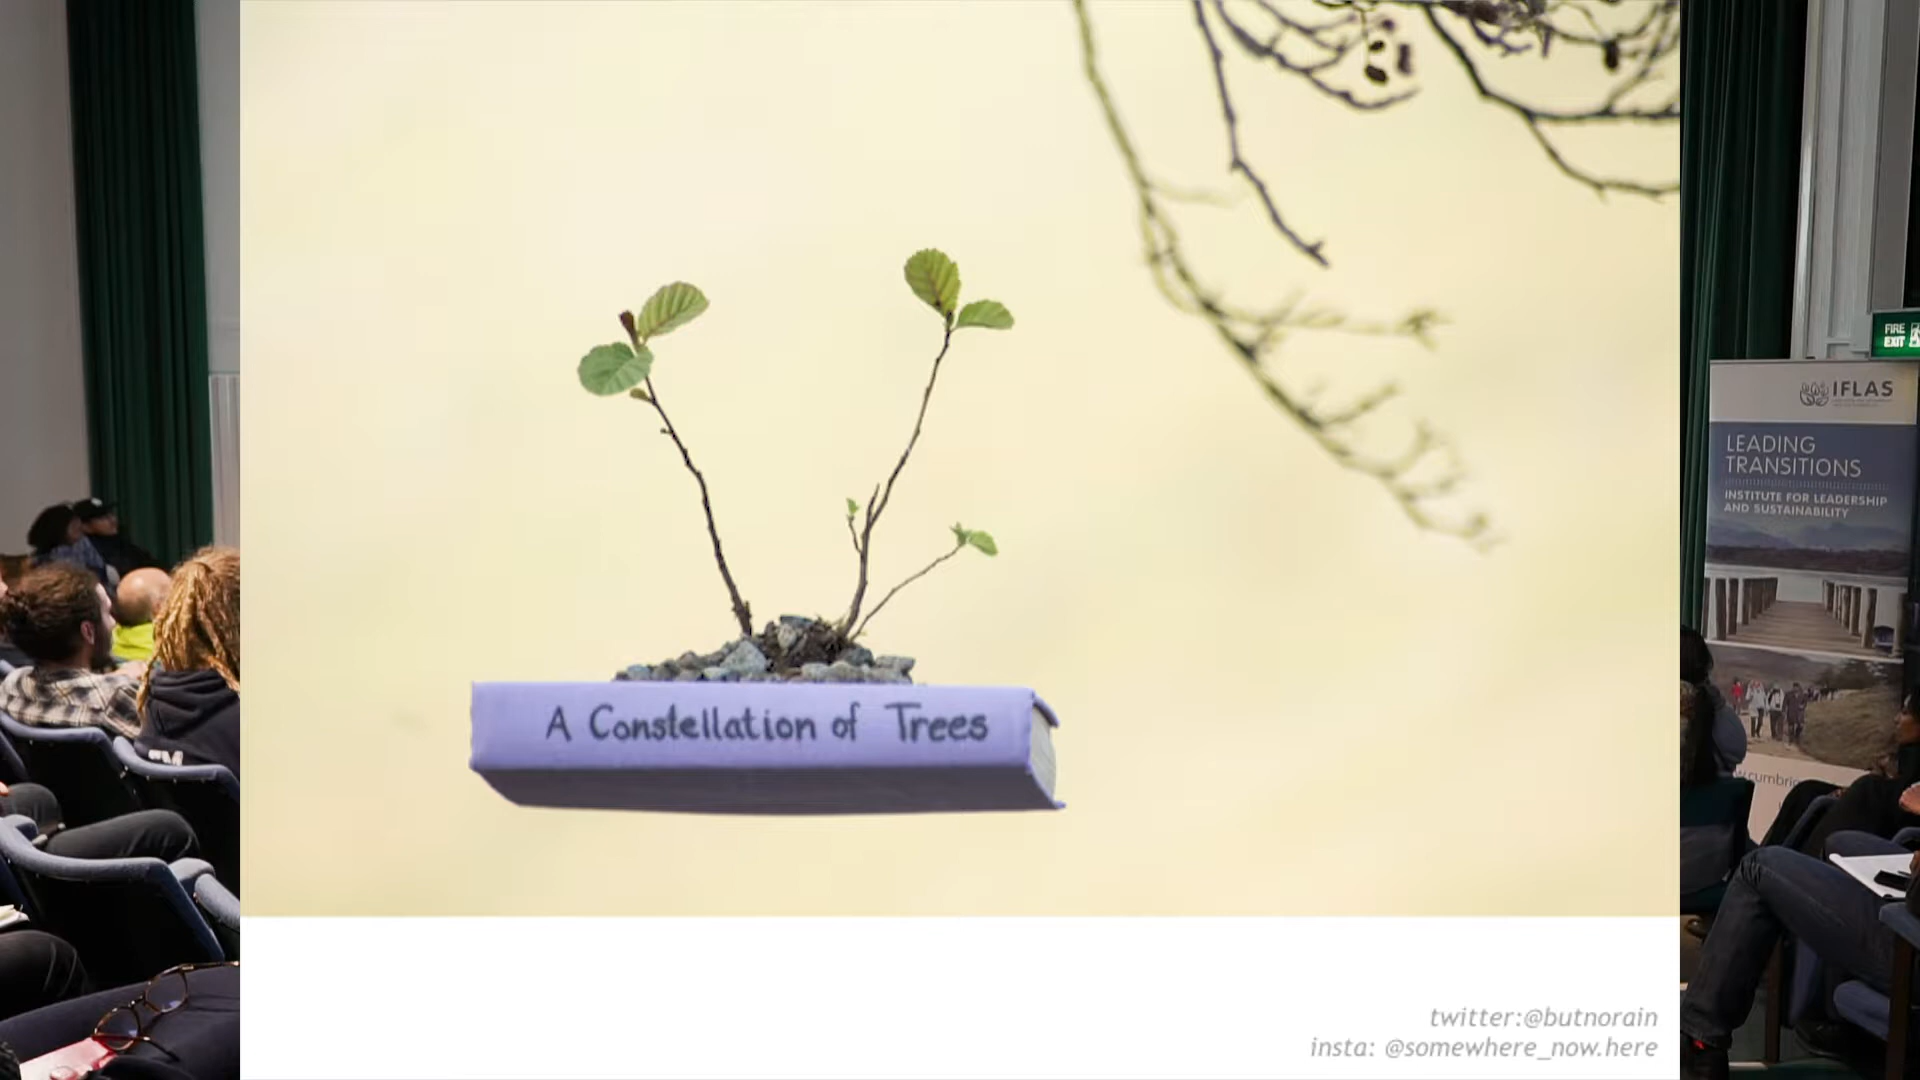 A Constellation of Trees
twitter:@butnorain
insta: @somewhere_now.here
FIRE
EXIT
IFLAS
LEADING
TRANSITIONS
INSTITUTE FOR LEADERSHIP
AND SUSTAINABILITY